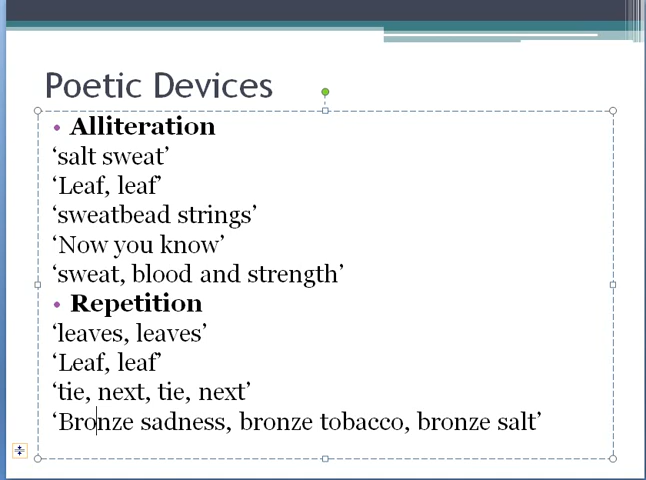 Poetic Devices
• Alliteration
‘salt sweat’
‘Leaf, leaf’
‘sweatbead strings’
‘Now you know’
‘sweat, blood and strength’
• Repetition
‘leaves, leaves’
‘Leaf, leaf’
‘tie, next, tie, next’
‘Bronze sadness, bronze tobacco, bronze salt’